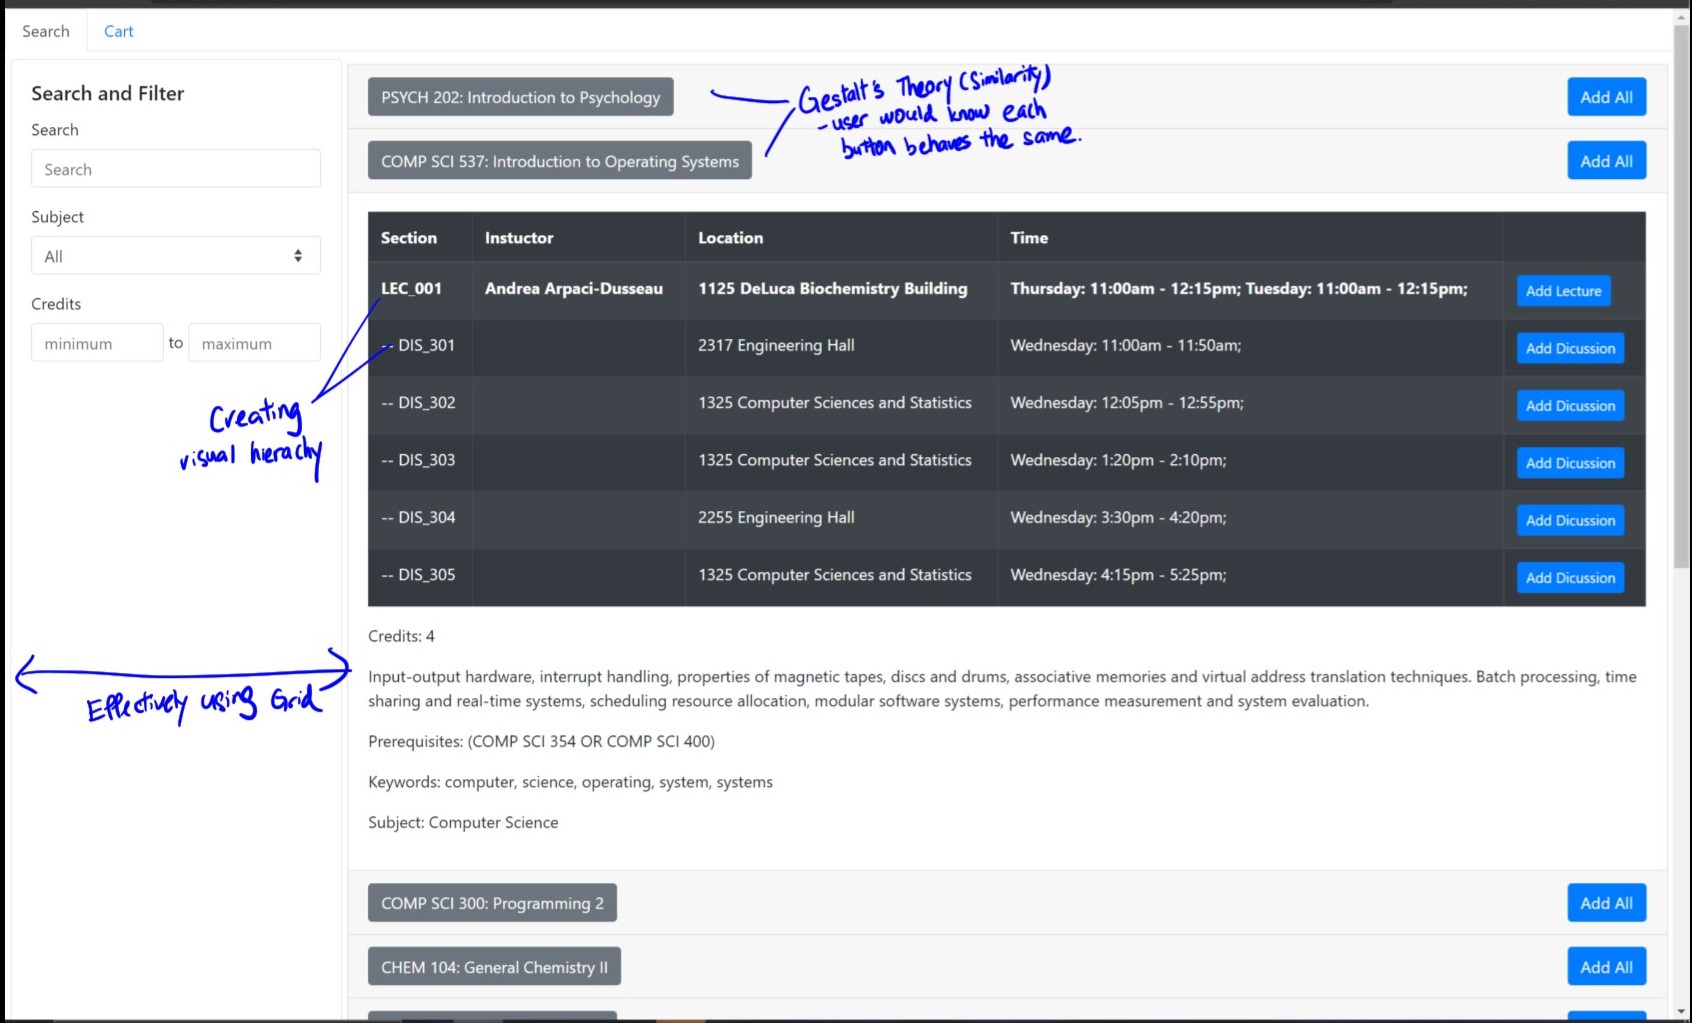 Search Cart
Search and Filter
Search
Search
Subject
All
Credits
minimum to maximum
PSYCH 202: Introduction to Psychology
Add All
Gestalt's Theory (Similarity)
- user would know each
button behaves the same.
COMP SCI 537: Introduction to Operating Systems
Add All
Section Instuctor Location Time
LEC_001 Andrea Arpaci-Dusseau 1125 DeLuca Biochemistry Building Thursday: 11:00am - 12:15pm; Tuesday: 11:00am - 12:15pm; Add Lecture
-- DIS_301 2317 Engineering Hall Wednesday: 11:00am - 11:50am; Add Dicussion
-- DIS_302 1325 Computer Sciences and Statistics Wednesday: 12:05pm - 12:55pm; Add Dicussion
-- DIS_303 1325 Computer Sciences and Statistics Wednesday: 1:20pm - 2:10pm; Add Dicussion
-- DIS_304 2255 Engineering Hall Wednesday: 3:30pm - 4:20pm; Add Dicussion
-- DIS_305 1325 Computer Sciences and Statistics Wednesday: 4:15pm - 5:25pm; Add Dicussion
Creating
visual hierachy
Effectively using Grid
Credits: 4
Input-output hardware, interrupt handling, properties of magnetic tapes, discs and drums, associative memories and virtual address translation techniques. Batch processing, time
sharing and real-time systems, scheduling resource allocation, modular software systems, performance measurement and system evaluation.
Prerequisites: (COMP SCI 354 OR COMP SCI 400)
Keywords: computer, science, operating, system, systems
Subject: Computer Science
COMP SCI 300: Programming 2
Add All
CHEM 104: General Chemistry II
Add All